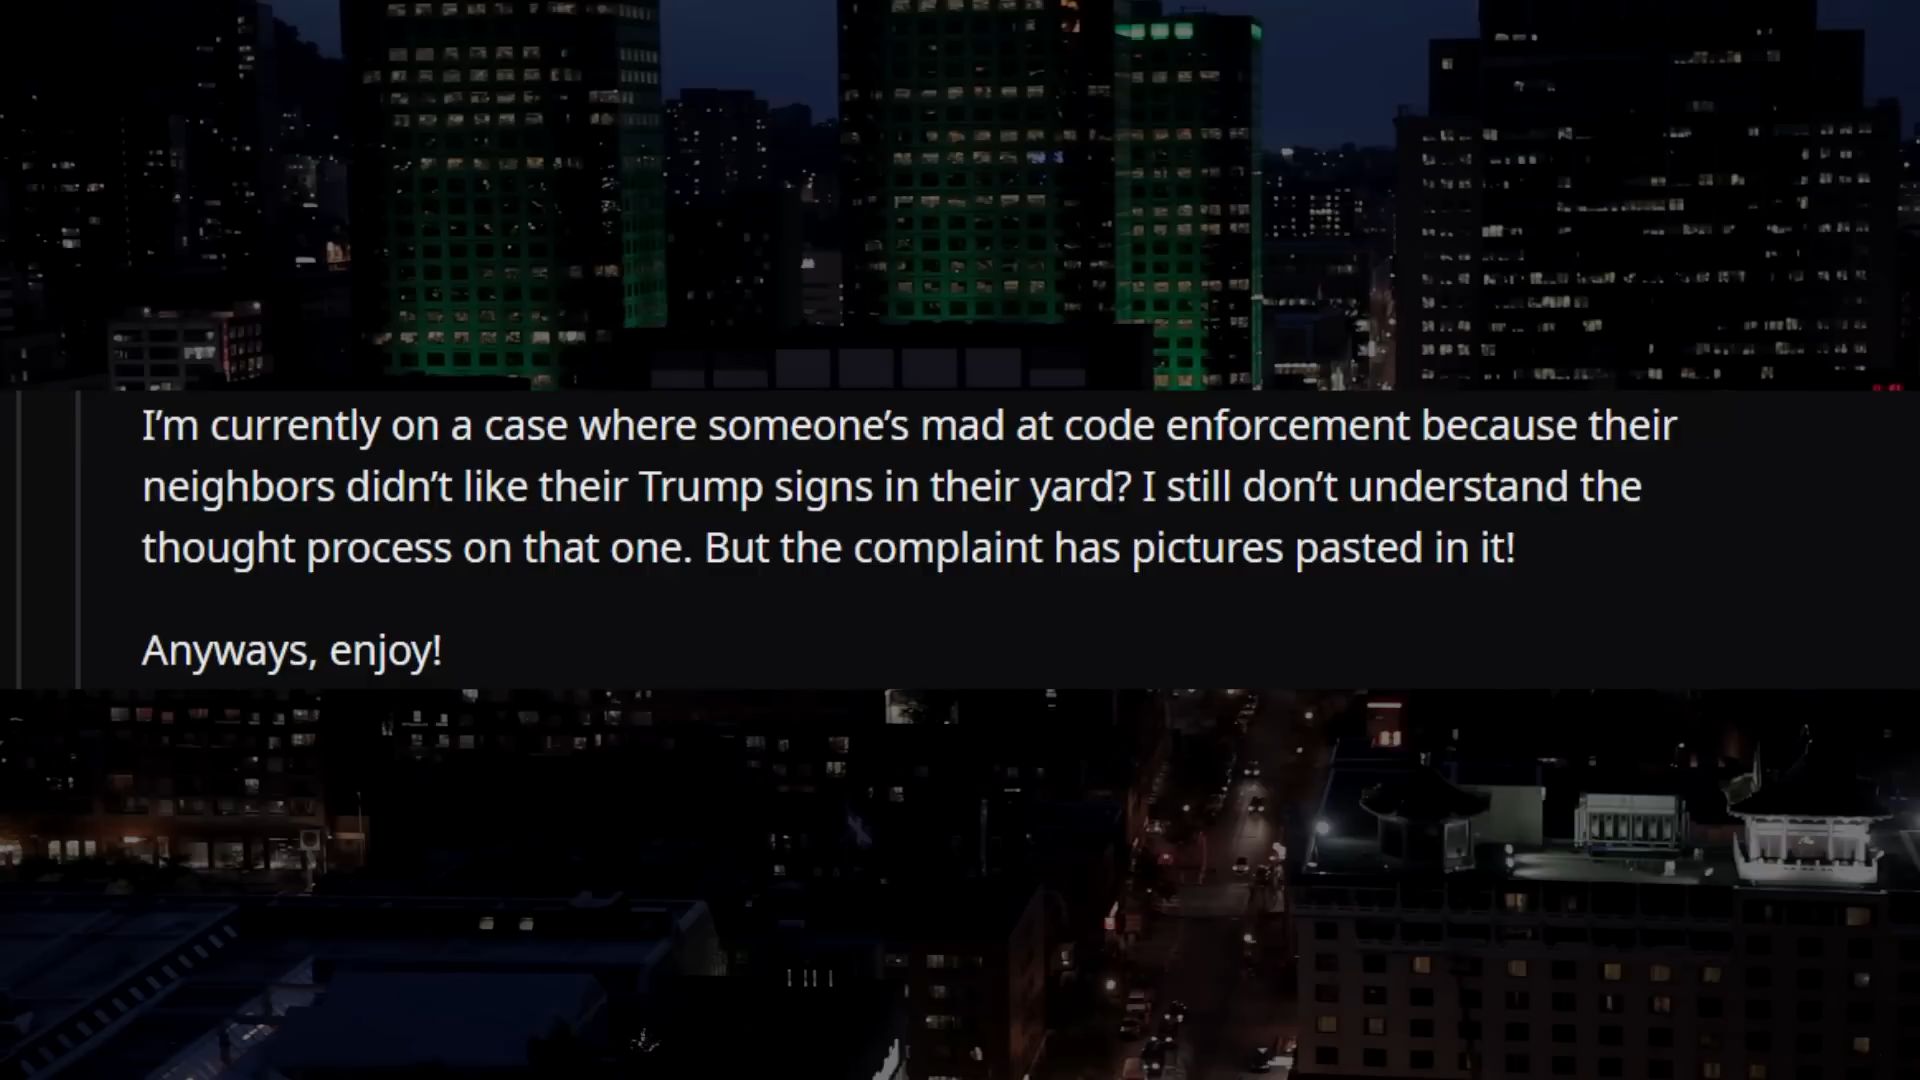 I’m currently on a case where someone’s mad at code enforcement because their
neighbors didn’t like their Trump signs in their yard? I still don’t understand the
thought process on that one. But the complaint has pictures pasted in it!
Anyways, enjoy!